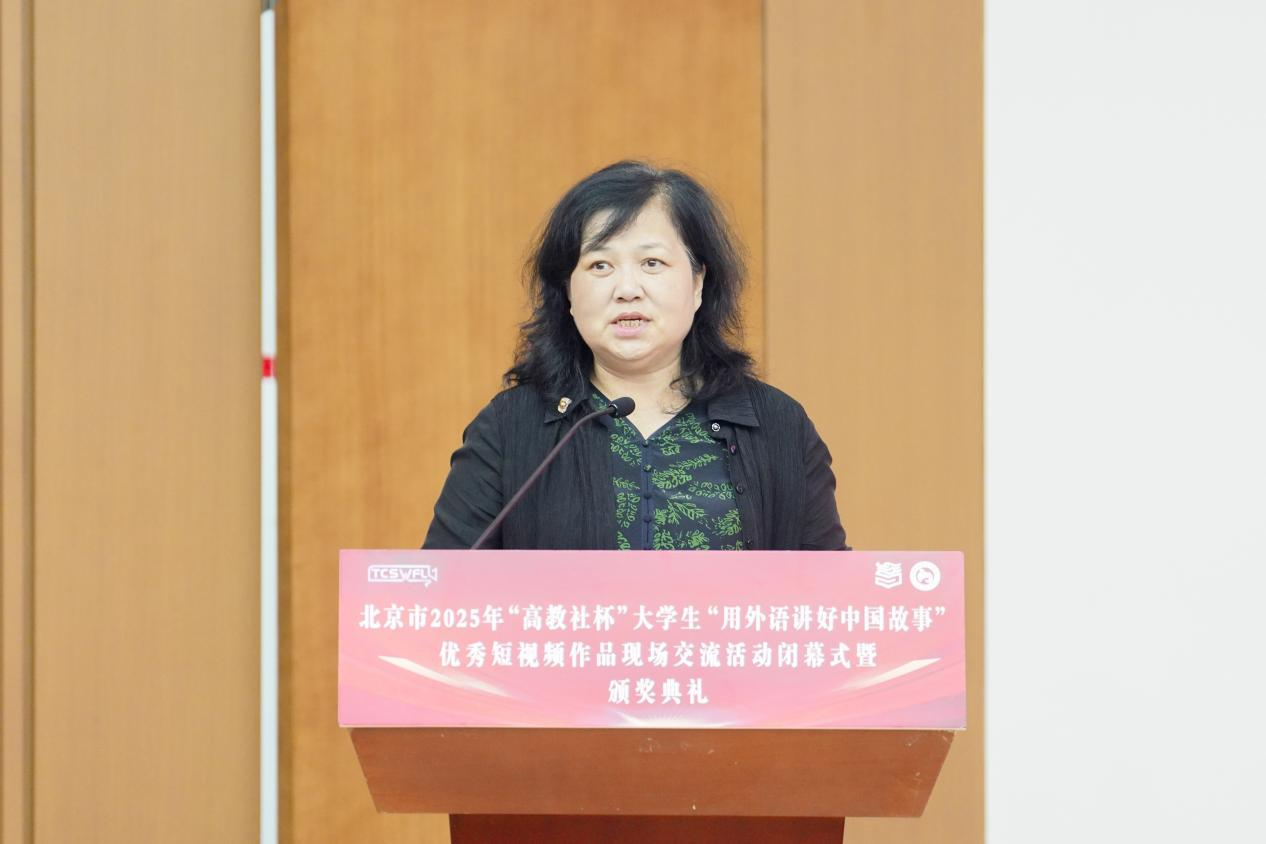 TCSWFL
北京市2025年“高教社杯”大学生“用外语讲好中国故事”
优秀短视频作品现场交流活动闭幕式暨
颁奖典礼